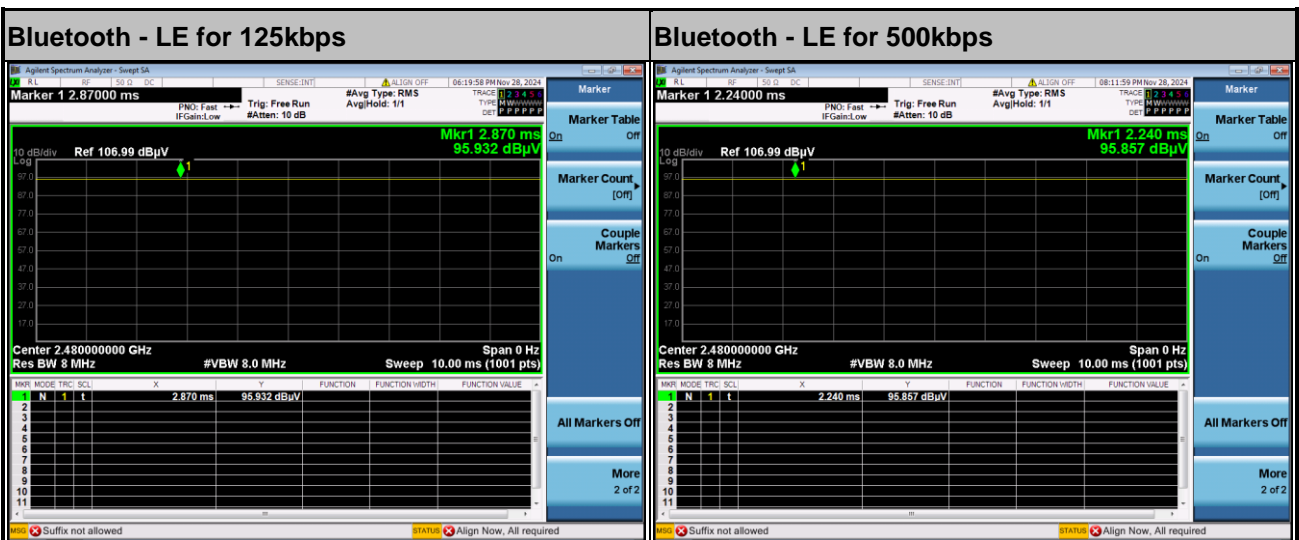 Bluetooth - LE for 125kbps
Agilent Spectrum Analyzer - Swept SA
RL RF 50 Ω DC SENSE:INT ALIGN OFF 06:19:58 PM Nov 28, 2024
Marker 1 2.87000 ms
PNO: Fast Trig: Free Run #Avg Type: RMS TRACE 1 2 3 4 5 6
IFGain:Low #Atten: 10 dB Avg|Hold: 1/1 TYPE MWWWWW
DET P P P P P P
Mkr1 2.870 ms
95.932 dBµV
10 dB/div Ref 106.99 dBµV
Log
1
97.0
87.0
77.0
67.0
57.0
47.0
37.0
27.0
17.0
Center 2.480000000 GHz Span 0 Hz
Res BW 8 MHz #VBW 8.0 MHz Sweep 10.00 ms (1001 pts)
MKR MODE TRC SCL X Y FUNCTION FUNCTION WIDTH FUNCTION VALUE
1 N 1 t 2.870 ms 95.932 dBµV
2
3
4
5
6
7
8
9
10
11
MSG Suffix not allowed STATUS Align Now, All required
Marker
Marker Table
On Off
Marker Count
[Off]
Couple
Markers
On Off
All Markers Off
More
2 of 2
Bluetooth - LE for 500kbps
Agilent Spectrum Analyzer - Swept SA
RL RF 50 Ω DC SENSE:INT ALIGN OFF 08:11:59 PM Nov 28, 2024
Marker 1 2.24000 ms
PNO: Fast Trig: Free Run #Avg Type: RMS TRACE 1 2 3 4 5 6
IFGain:Low #Atten: 10 dB Avg|Hold: 1/1 TYPE MWWWWW
DET P P P P P P
Mkr1 2.240 ms
95.857 dBµV
10 dB/div Ref 106.99 dBµV
Log
1
97.0
87.0
77.0
67.0
57.0
47.0
37.0
27.0
17.0
Center 2.480000000 GHz Span 0 Hz
Res BW 8 MHz #VBW 8.0 MHz Sweep 10.00 ms (1001 pts)
MKR MODE TRC SCL X Y FUNCTION FUNCTION WIDTH FUNCTION VALUE
1 N 1 t 2.240 ms 95.857 dBµV
2
3
4
5
6
7
8
9
10
11
MSG Suffix not allowed STATUS Align Now, All required
Marker
Marker Table
On Off
Marker Count
[Off]
Couple
Markers
On Off
All Markers Off
More
2 of 2